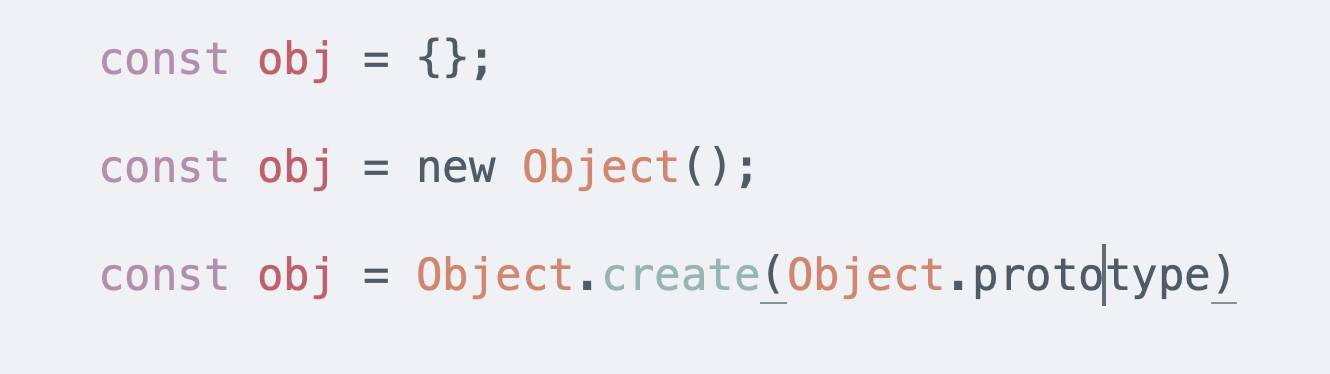 const obj = {};
const obj = new Object();
const obj = Object.create(Object.prototype)